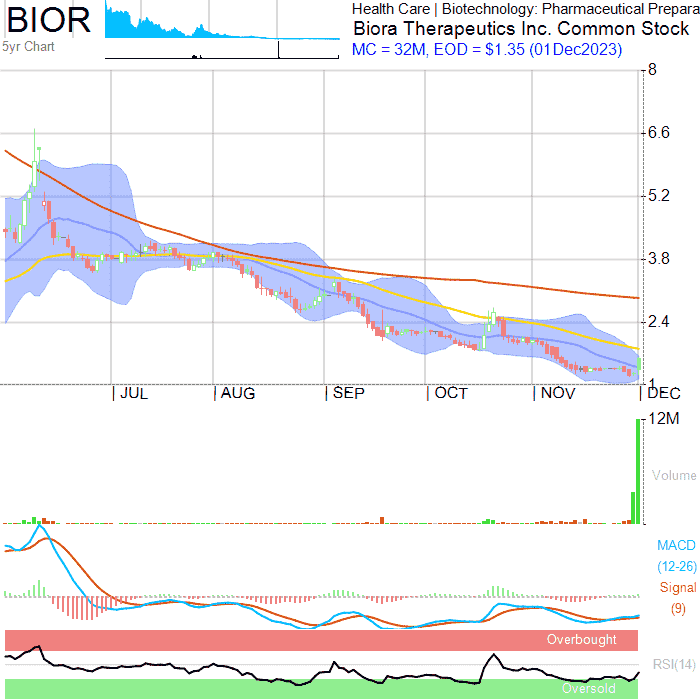 BIOR
Health Care | Biotechnology: Pharmaceutical Prepara
5yr Chart
Biora Therapeutics Inc. Common Stock
MC = 32M, EOD = $1.35 (01Dec2023)
8
6.6
5.2
3.8
2.4
1
JUL
AUG
SEP
OCT
NOV
DEC
12M
Volume
MACD
(12-26)
Signal
(9)
Overbought
RSI(14)
Oversold